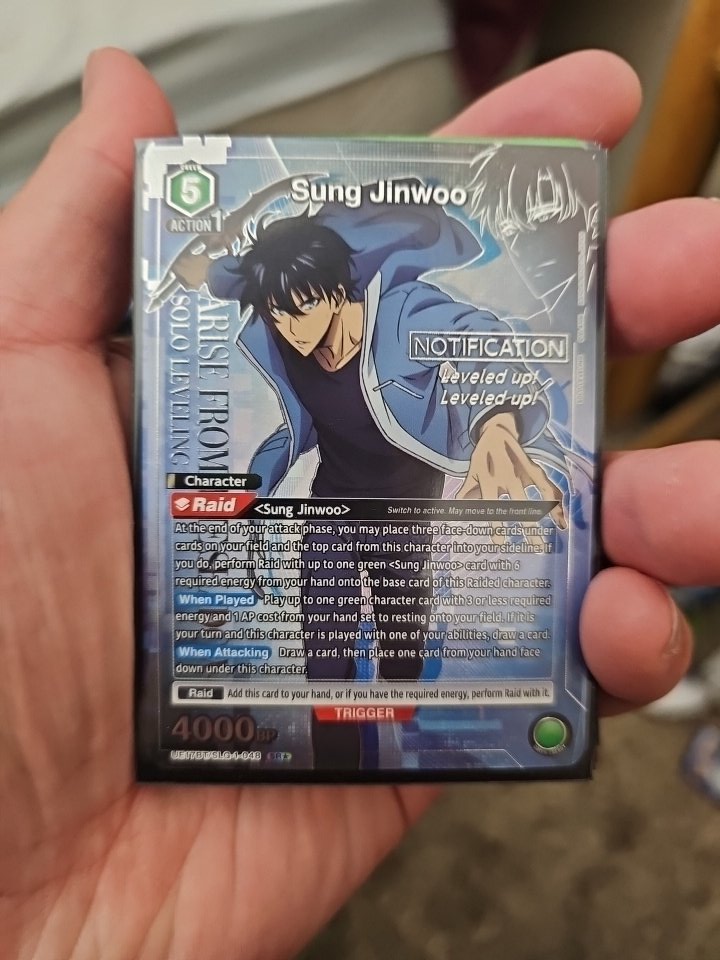 5
Sung Jinwoo
ACTION 1
ARISE FROM
SOLO LEVELING
NOTIFICATION
Leveled up!
Leveled up!
Character
Raid <Sung Jinwoo> Switch to active. May move to the front line.
At the end of your attack phase, you may place three face-down cards under
cards on your field and the top card from this character into your sideline. If
you do, perform Raid with up to one green <Sung Jinwoo> card with 6
required energy from your hand onto the base card of this Raided character.
When Played Play up to one green character card with 3 or less required
energy and 1 AP cost from your hand set to resting onto your field. If it is
your turn and this character is played with one of your abilities, draw a card.
When Attacking Draw a card, then place one card from your hand face
down under this character.
Raid Add this card to your hand, or if you have the required energy, perform Raid with it.
TRIGGER
4000BP
UE17BT/SLG-1-048 SR★